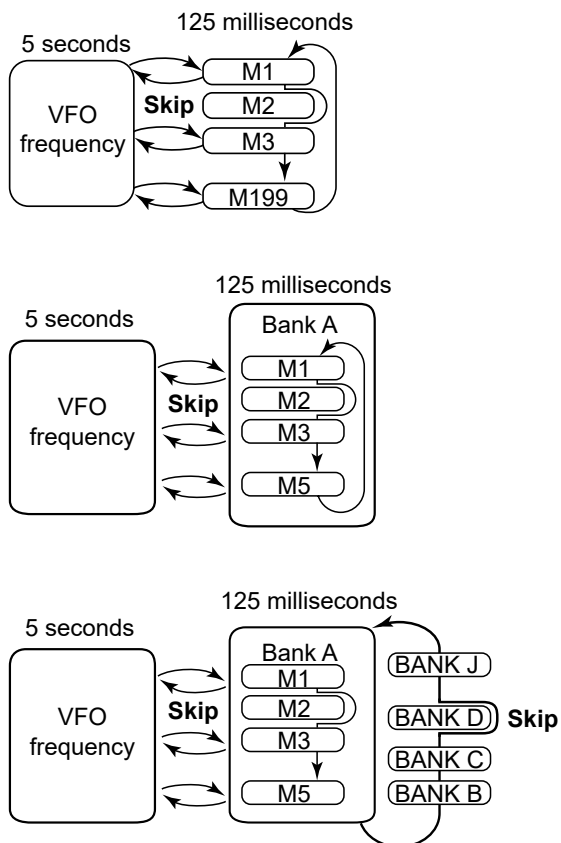 125 milliseconds
5 seconds
M1
VFO
frequency
Skip
M2
M3
M199
125 milliseconds
5 seconds
Bank A
M1
VFO
frequency
Skip
M2
M3
M5
125 milliseconds
5 seconds
Bank A
M1
BANK J
VFO
frequency
Skip
M2
BANK D
Skip
M3
BANK C
M5
BANK B